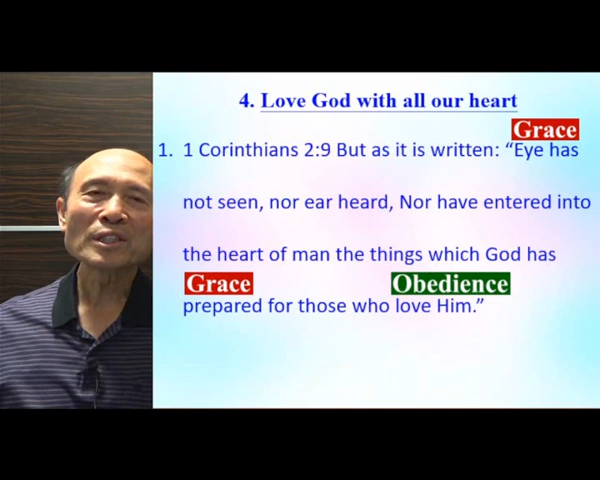 4. Love God with all our heart
Grace
1. 1 Corinthians 2:9 But as it is written: “Eye has
not seen, nor ear heard, Nor have entered into
the heart of man the things which God has
Grace Obedience
prepared for those who love Him.”